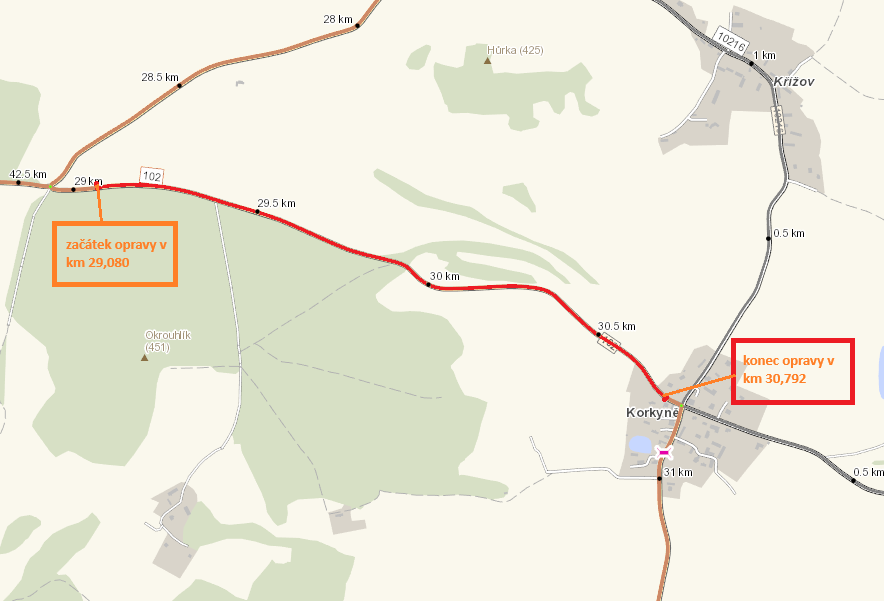 28 km
Hůrka (425)
10216
1 km
Křížov
28.5 km
10216
42.5 km
29 km
102
29.5 km
začátek opravy v
km 29,080
0.5 km
30 km
Okrouhlík
(451)
30.5 km
102
konec opravy v
km 30,792
Korkyně
31 km
0.5 km